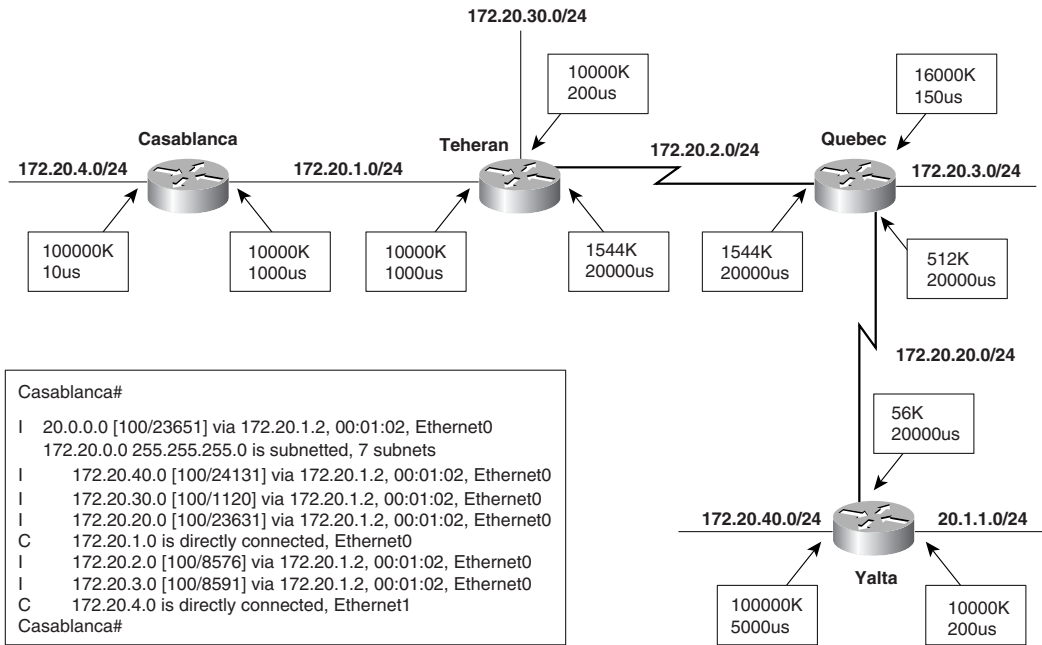 172.20.30.0/24
10000K
200us
16000K
150us
Casablanca
Teheran
Quebec
172.20.4.0/24
172.20.1.0/24
172.20.2.0/24
172.20.3.0/24
100000K
10us
10000K
1000us
10000K
1000us
1544K
20000us
1544K
20000us
512K
20000us
172.20.20.0/24
Casablanca#
I 20.0.0.0 [100/23651] via 172.20.1.2, 00:01:02, Ethernet0
172.20.0.0 255.255.255.0 is subnetted, 7 subnets
I 172.20.40.0 [100/24131] via 172.20.1.2, 00:01:02, Ethernet0
I 172.20.30.0 [100/1120] via 172.20.1.2, 00:01:02, Ethernet0
I 172.20.20.0 [100/23631] via 172.20.1.2, 00:01:02, Ethernet0
C 172.20.1.0 is directly connected, Ethernet0
I 172.20.2.0 [100/8576] via 172.20.1.2, 00:01:02, Ethernet0
I 172.20.3.0 [100/8591] via 172.20.1.2, 00:01:02, Ethernet0
C 172.20.4.0 is directly connected, Ethernet1
Casablanca#
56K
20000us
172.20.40.0/24
20.1.1.0/24
Yalta
100000K
5000us
10000K
200us